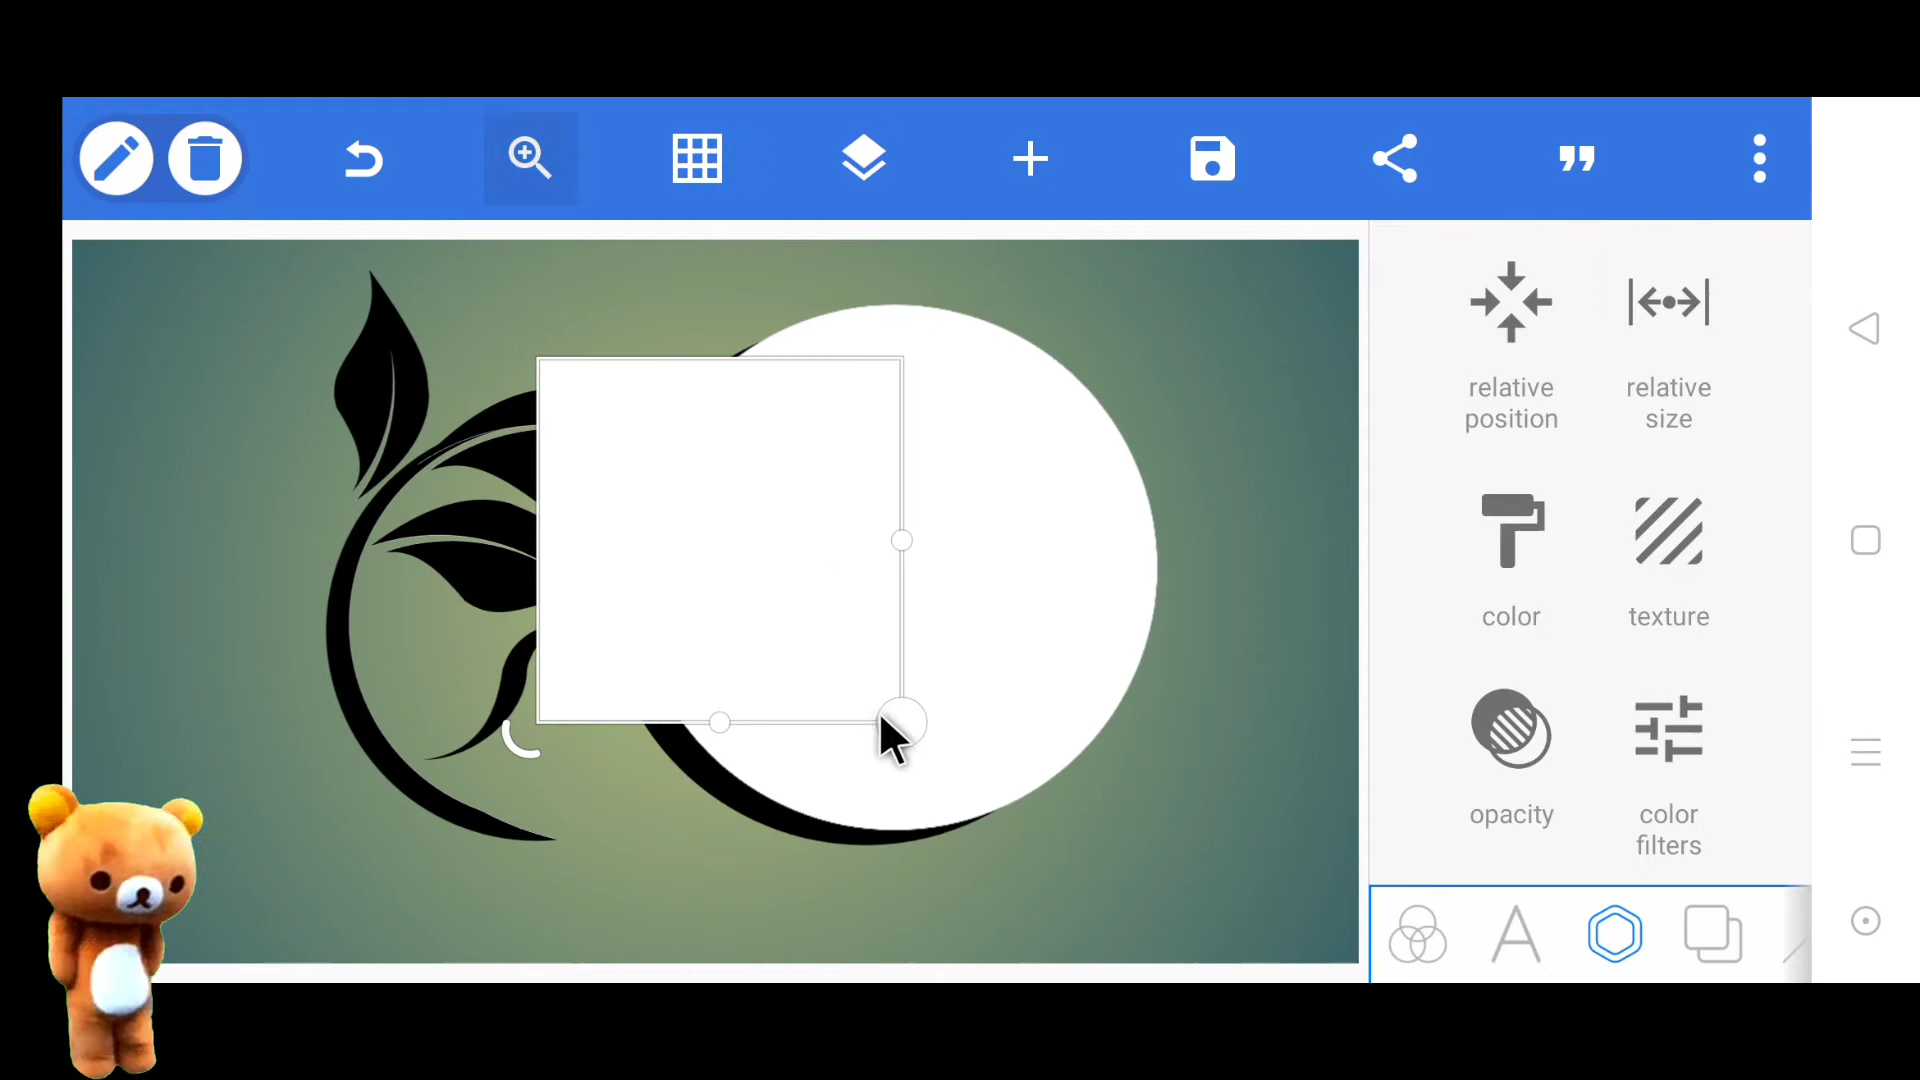 relative
position
relative
size
color
texture
opacity
color
filters